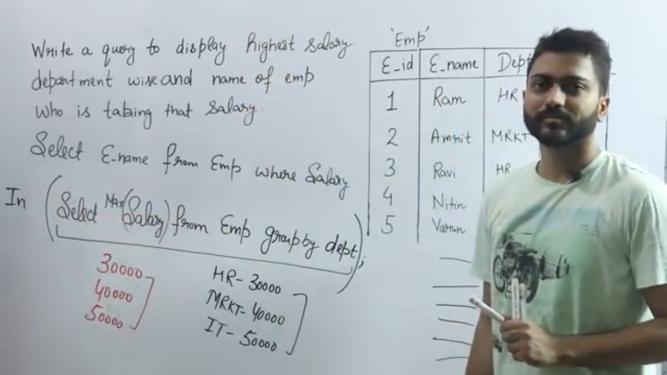 Write a query to display highest salary
department wise and name of emp
who is taking that salary.
Select E-name from Emp where Salary
In (Select Max(Salary) from Emp group by dept);
30000
40000
50000
HR- 30000
MRKT- 40000
IT- 50000
'Emp'
E_id E_name Dept
1 Ram HR
2 Amrit MRKT
3 Ravi HR
4 Nitin
5 Varun